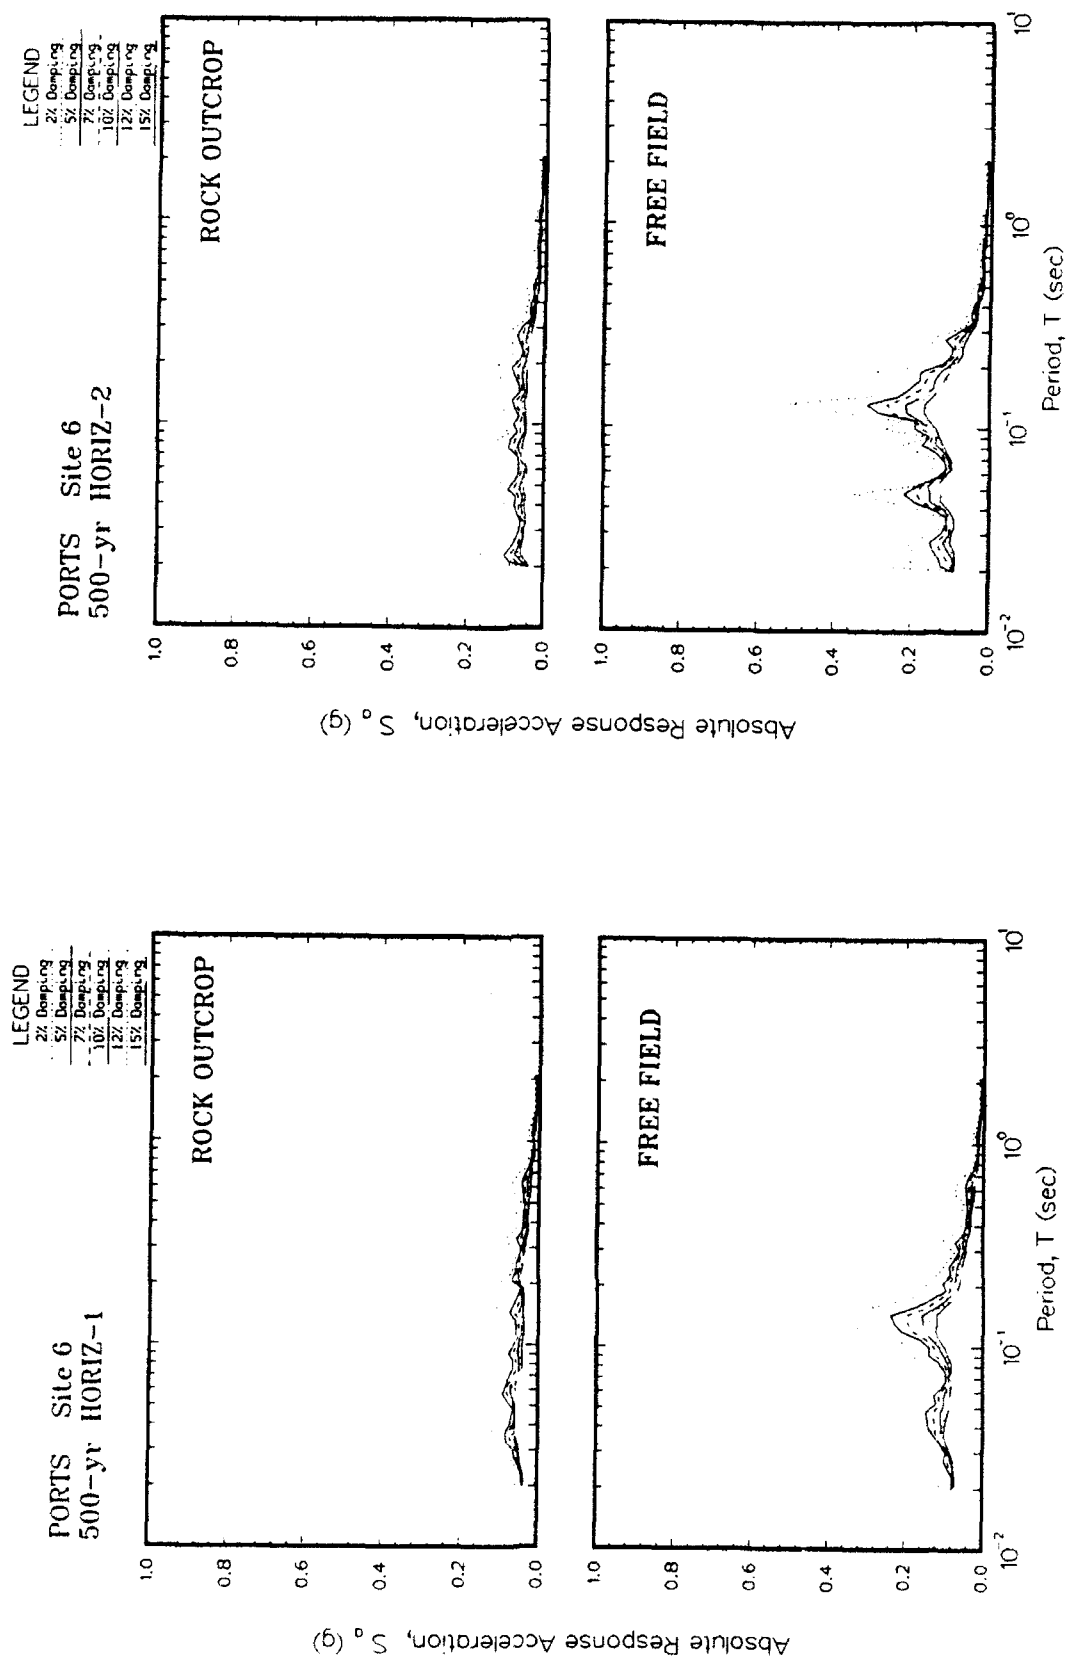 PORTS Site 6
500-yr HORIZ-1
LEGEND
2% Damping
5% Damping
7% Damping
10% Damping
12% Damping
15% Damping
ROCK OUTCROP
1.0
0.8
0.6
0.4
0.2
0.0
Absolute Response Acceleration, S a (g)
FREE FIELD
1.0
0.8
0.6
0.4
0.2
0.0
10-2
10-1
100
101
Period, T (sec)
PORTS Site 6
500-yr HORIZ-2
LEGEND
2% Damping
5% Damping
7% Damping
10% Damping
12% Damping
15% Damping
ROCK OUTCROP
1.0
0.8
0.6
0.4
0.2
0.0
Absolute Response Acceleration, S a (g)
FREE FIELD
1.0
0.8
0.6
0.4
0.2
0.0
10-2
10-1
100
101
Period, T (sec)